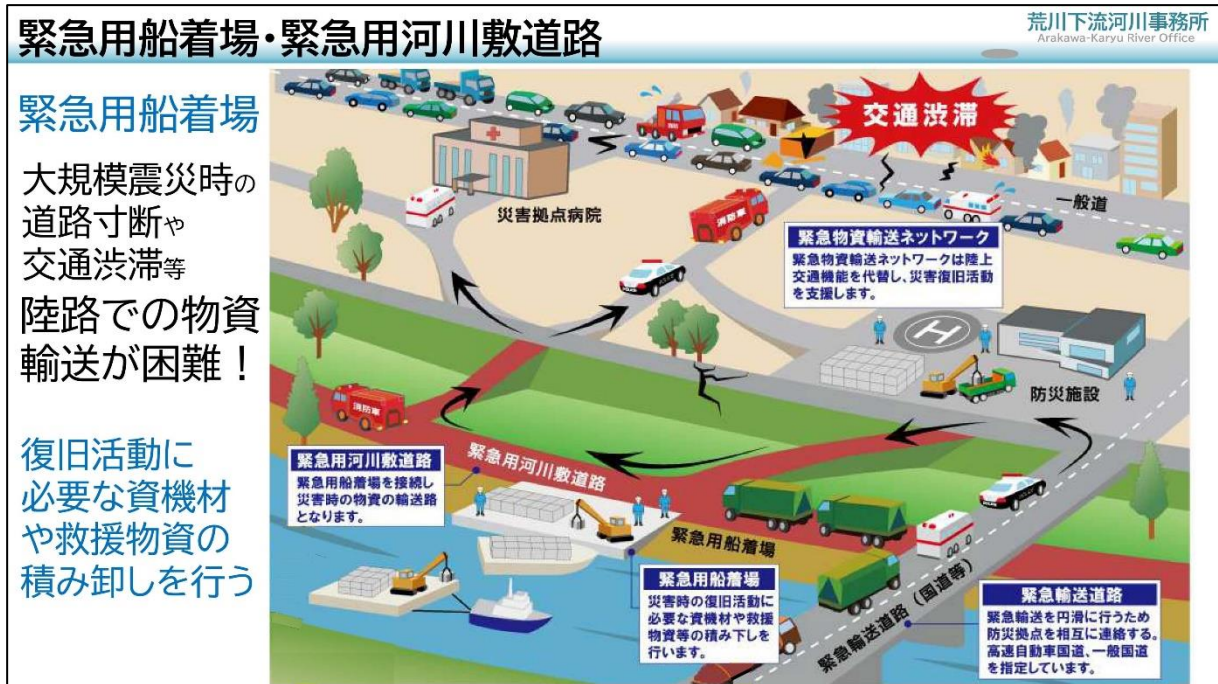 緊急用船着場・緊急用河川敷道路
荒川下流河川事務所
Arakawa-Karyu River Office
緊急用船着場
大規模震災時の
道路寸断や
交通渋滞等
陸路での物資
輸送が困難！
復旧活動に
必要な資機材
や救援物資の
積み卸しを行う
交通渋滞
一般道
災害拠点病院
消防車
緊急物資輸送ネットワーク
緊急物資輸送ネットワークは陸上
交通機能を代替し、災害復旧活動
を支援します。
H
防災施設
消防車
緊急用河川敷道路
緊急用船着場を接続し
災害時の物資の輸送路
となります。
緊急用河川敷道路
緊急用船着場
緊急用船着場
災害時の復旧活動に
必要な資機材や救援
物資等の積み下しを
行います。
緊急輸送道路（国道等）
緊急輸送道路
緊急輸送を円滑に行うため
防災拠点を相互に連絡する。
高速自動車国道、一般国道
を指定しています。